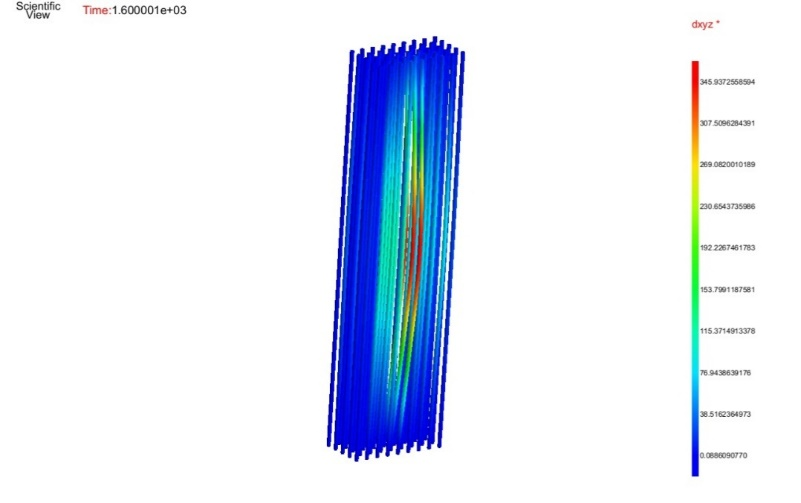 Scientific
View
Time:1.600001e+03
dxyz *
345.9372558594
307.5096284391
269.0820010189
230.6543735986
192.2267461783
153.7991187581
115.3714913378
76.9438639176
38.5162364973
0.0886090770